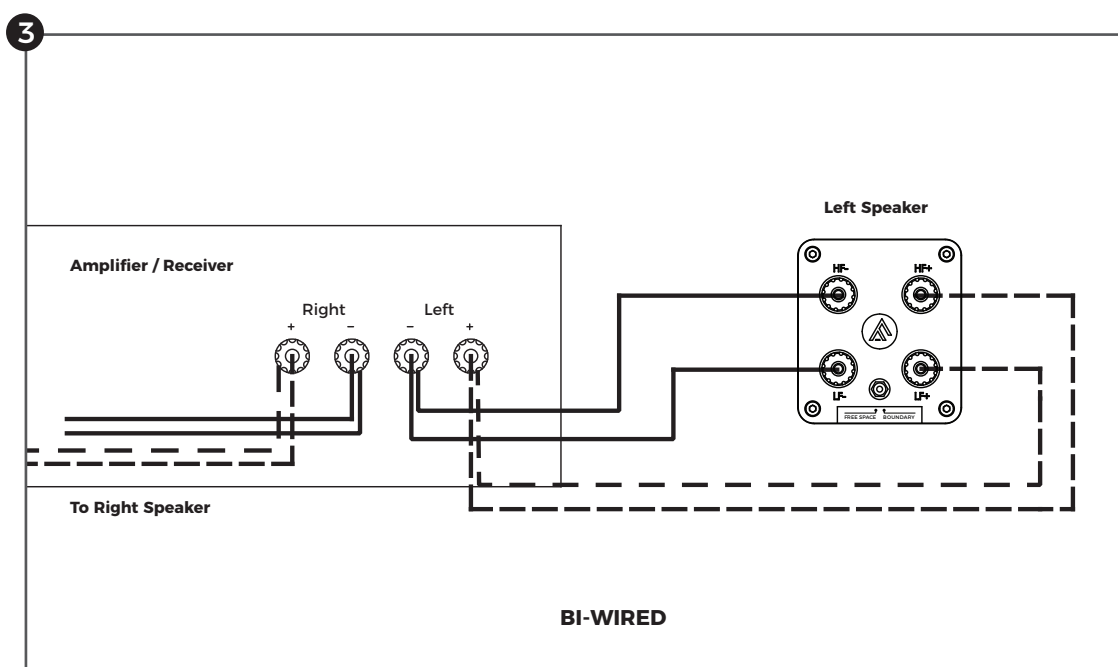 3
Left Speaker
Amplifier / Receiver
HF- HF+
Right Left
+ – – +
LF- LF+
FREE SPACE BOUNDARY
To Right Speaker
BI-WIRED